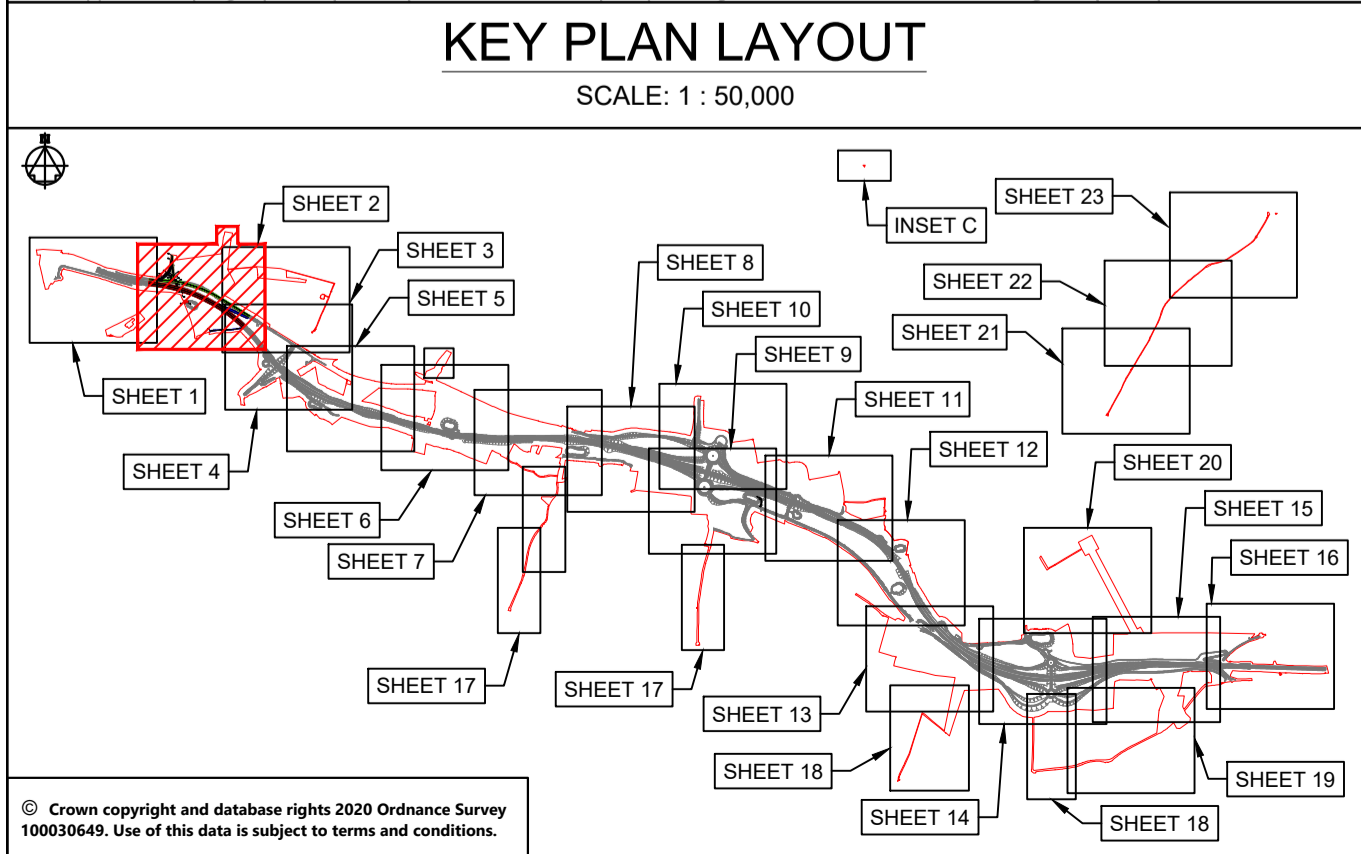 KEY PLAN LAYOUT
SCALE: 1 : 50,000
SHEET 2
SHEET 3
SHEET 5
SHEET 1
SHEET 4
SHEET 6
SHEET 7
SHEET 17
SHEET 8
SHEET 10
SHEET 9
SHEET 11
SHEET 12
SHEET 17
INSET C
SHEET 23
SHEET 22
SHEET 21
SHEET 20
SHEET 15
SHEET 16
SHEET 13
SHEET 18
SHEET 14
SHEET 18
SHEET 19
© Crown copyright and database rights 2020 Ordnance Survey
100030649. Use of this data is subject to terms and conditions.